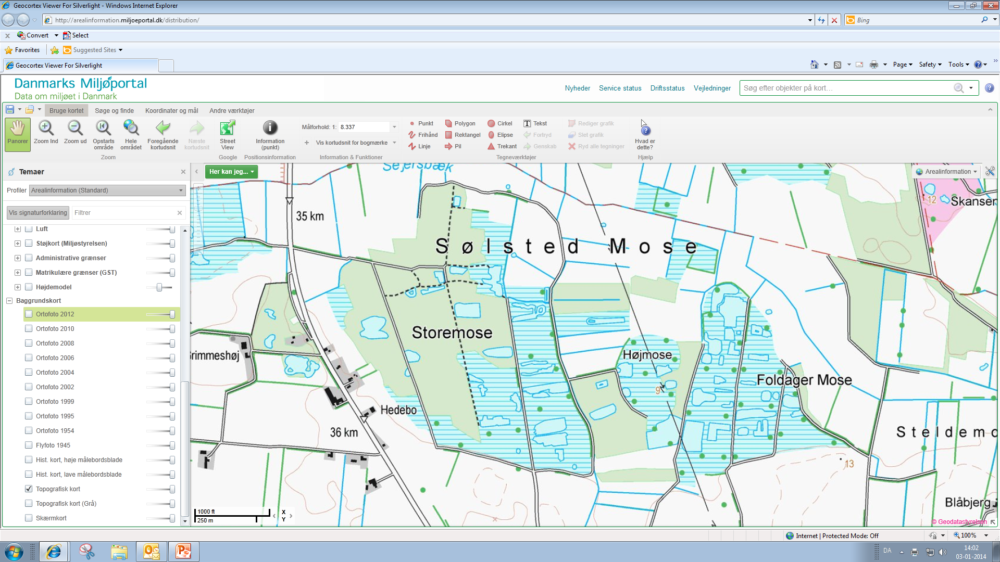 Geocortex Viewer For Silverlight - Windows Internet Explorer
http://arealinformation.miljoeportal.dk/distribution/
Bing
x Convert Select
Favorites Suggested Sites
Geocortex Viewer For Silverlight
Page Safety Tools
Danmarks Miljøportal
Data om miljøet i Danmark
Nyheder Service status Driftsstatus Vejledninger
Søg efter objekter på kort...
Bruge kortet Søge og finde Koordinater og mål Andre værktøjer
Panorer
Zoom Ind
Zoom ud
Opstarts område
Hele området
Foregående kortudsnit
Næste kortudsnit
Zoom
Street View
Google
Information (punkt)
Positionsinformation
Målforhold: 1: 8.337
+ Vis kortudsnit for bogmærke
Information & Funktioner
Punkt Polygon Cirkel Tekst Rediger grafik
Frihånd Rektangel Elipse Fortryd Slet grafik
Linje Pil Trekant Genskab Ryd alle tegninger
Tegneværktøjer
Hvad er dette?
Hjælp
Temaer
Profiler Arealinformation (Standard)
Vis signaturforklaring Filtrer
Luft
Støjkort (Miljøstyrelsen)
Administrative grænser
Matrikulære grænser (GST)
Højdemodel
Baggrundskort
Ortofoto 2012
Ortofoto 2010
Ortofoto 2008
Ortofoto 2006
Ortofoto 2004
Ortofoto 2002
Ortofoto 1999
Ortofoto 1995
Ortofoto 1954
Flyfoto 1945
Hist. kort, høje målebordsblade
Hist. kort, lave målebordsblade
Topografisk kort
Topografisk kort (Grå)
Skærmkort
Her kan jeg...
Arealinformation
Sejersbæk
12
Skansen
35 km
Sølsted Mose
Storemose
Grimmeshøj
Højmose
Foldager Mose
9
Hedebo
36 km
Steldemo
13
Blåbjerg
1000 ft
250 m
X
Y
© Geodatastyrelsen
Internet | Protected Mode: Off
100%
DA
14:02
03-01-2014